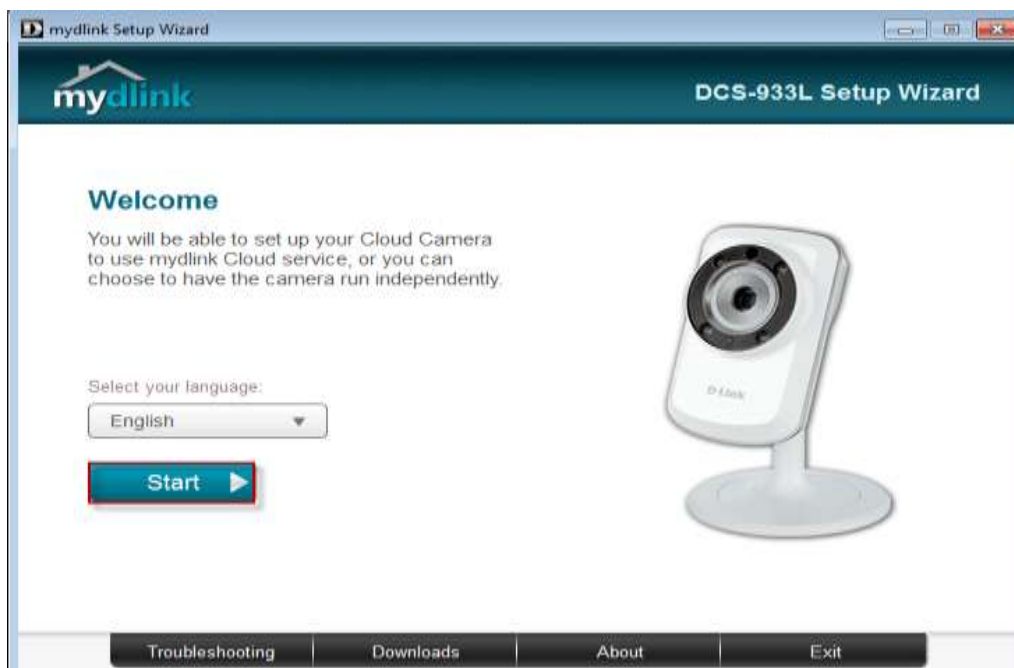 mydlink Setup Wizard
mydlink
DCS-933L Setup Wizard
Welcome
You will be able to set up your Cloud Camera
to use mydlink Cloud service, or you can
choose to have the camera run independently.
Select your language:
English
Start
D-Link
Troubleshooting
Downloads
About
Exit